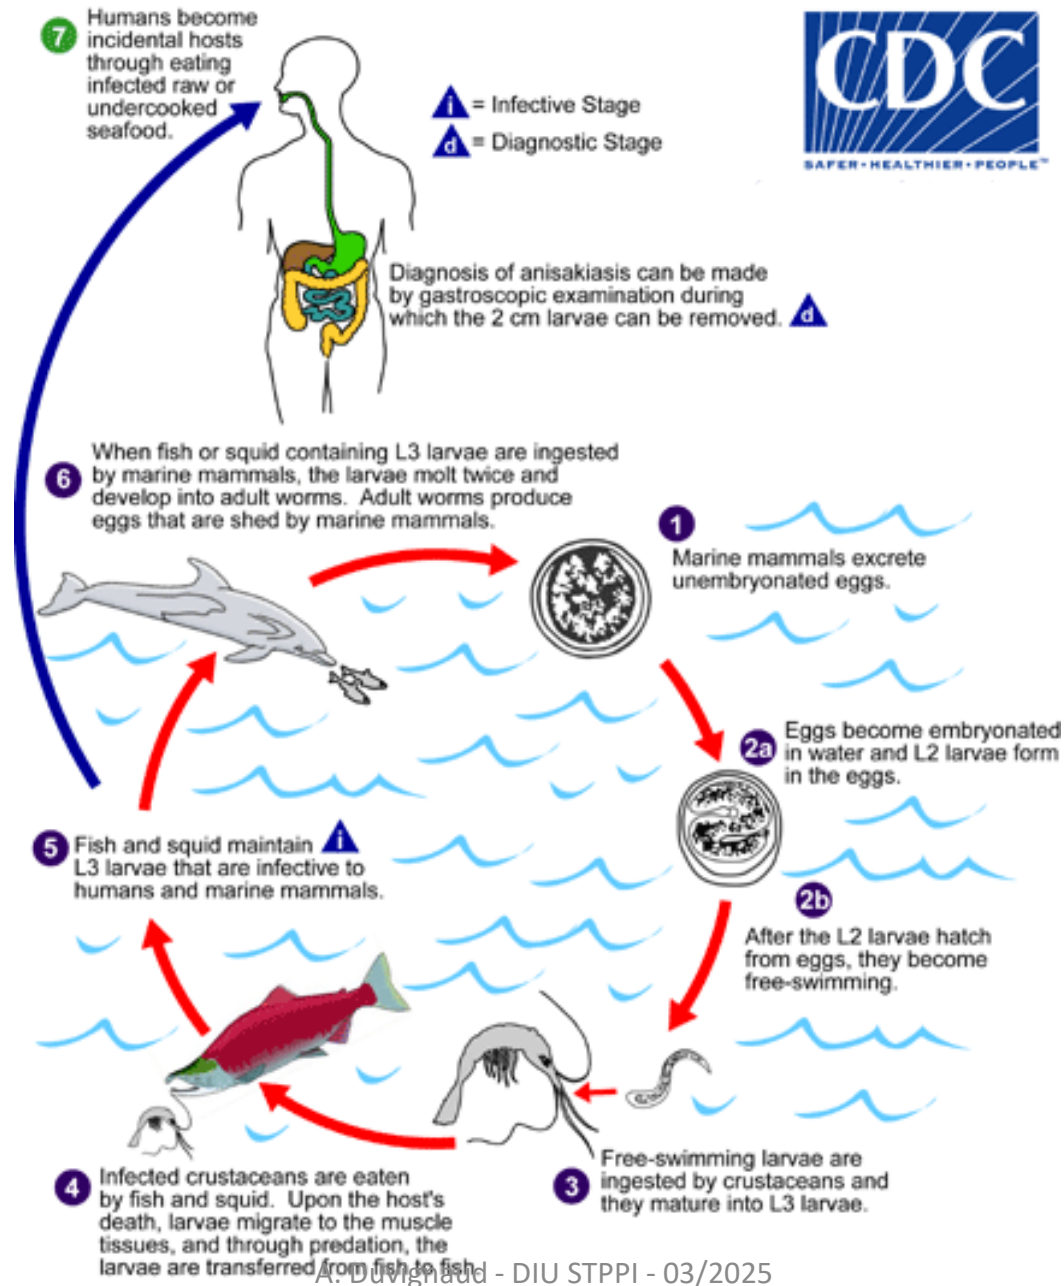 7
Humans become
incidental hosts
through eating
infected raw or
undercooked
seafood.
i = Infective Stage
d = Diagnostic Stage
CDC
SAFER•HEALTHIER•PEOPLE™
Diagnosis of anisakiasis can be made
by gastroscopic examination during
which the 2 cm larvae can be removed. d
6
When fish or squid containing L3 larvae are ingested
by marine mammals, the larvae molt twice and
develop into adult worms. Adult worms produce
eggs that are shed by marine mammals.
1
Marine mammals excrete
unembryonated eggs.
2a
Eggs become embryonated
in water and L2 larvae form
in the eggs.
5 Fish and squid maintain i
L3 larvae that are infective to
humans and marine mammals.
2b
After the L2 larvae hatch
from eggs, they become
free-swimming.
3
Free-swimming larvae are
ingested by crustaceans and
they mature into L3 larvae.
4
Infected crustaceans are eaten
by fish and squid. Upon the host's
death, larvae migrate to the muscle
tissues, and through predation, the
larvae are transferred from fish to fish.
A. Duvignaud - DIU STPPI - 03/2025